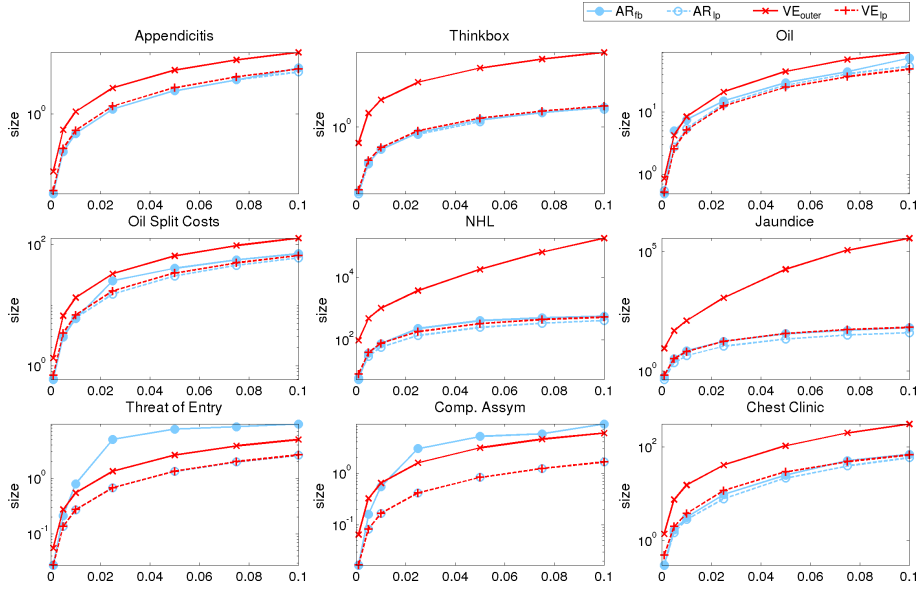 AR_fb AR_lp VE_outer VE_lp
Appendicitis Thinkbox Oil
size 10^0 size 10^0 size 10^1 10^0
0 0.02 0.04 0.06 0.08 0.1 0 0.02 0.04 0.06 0.08 0.1 0 0.02 0.04 0.06 0.08 0.1
Oil Split Costs NHL Jaundice
size 10^2 10^0 size 10^4 10^2 size 10^5 10^0
0 0.02 0.04 0.06 0.08 0.1 0 0.02 0.04 0.06 0.08 0.1 0 0.02 0.04 0.06 0.08 0.1
Threat of Entry Comp. Assym Chest Clinic
size 10^0 10^-1 size 10^0 10^-1 size 10^2 10^0
0 0.02 0.04 0.06 0.08 0.1 0 0.02 0.04 0.06 0.08 0.1 0 0.02 0.04 0.06 0.08 0.1